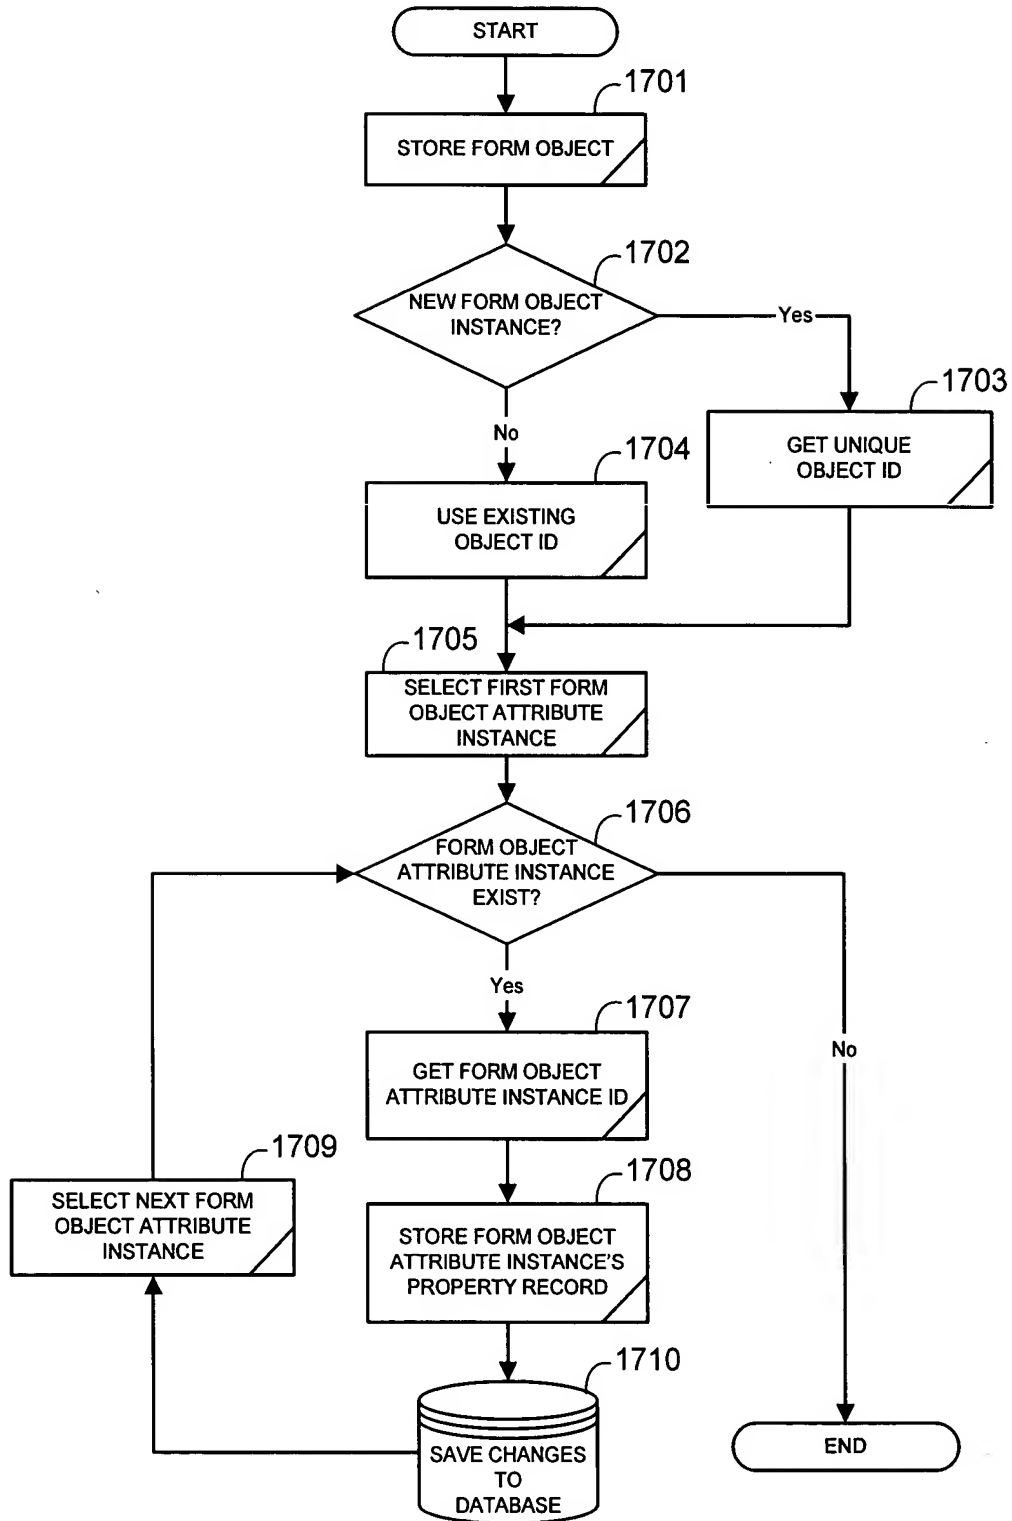 START
1701
STORE FORM OBJECT
1702
NEW FORM OBJECT
INSTANCE?
Yes
1703
GET UNIQUE
OBJECT ID
No
1704
USE EXISTING
OBJECT ID
1705
SELECT FIRST FORM
OBJECT ATTRIBUTE
INSTANCE
1706
FORM OBJECT
ATTRIBUTE INSTANCE
EXIST?
Yes
No
1707
GET FORM OBJECT
ATTRIBUTE INSTANCE ID
1708
STORE FORM OBJECT
ATTRIBUTE INSTANCE'S
PROPERTY RECORD
1709
SELECT NEXT FORM
OBJECT ATTRIBUTE
INSTANCE
1710
SAVE CHANGES
TO
DATABASE
END